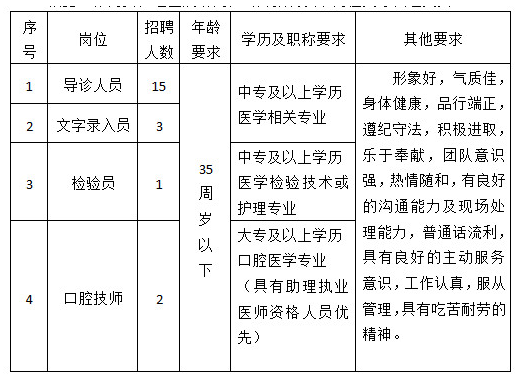 序号
岗位
招聘人数
年龄要求
学历及职称要求
其他要求
1
导诊人员
15
35周岁以下
中专及以上学历
医学相关专业
形象好，气质佳，
身体健康，品行端正，
遵纪守法，积极进取，
乐于奉献，团队意识
强，热情随和，有良好
的沟通能力及现场处
理能力，普通话流利，
具有良好的主动服务
意识，工作认真，服从
管理，具有吃苦耐劳的
精神。
2
文字录入员
3
3
检验员
1
中专及以上学历
医学检验技术或
护理专业
4
口腔技师
2
大专及以上学历
口腔医学专业
（具有助理执业
医师资格人员优
先）